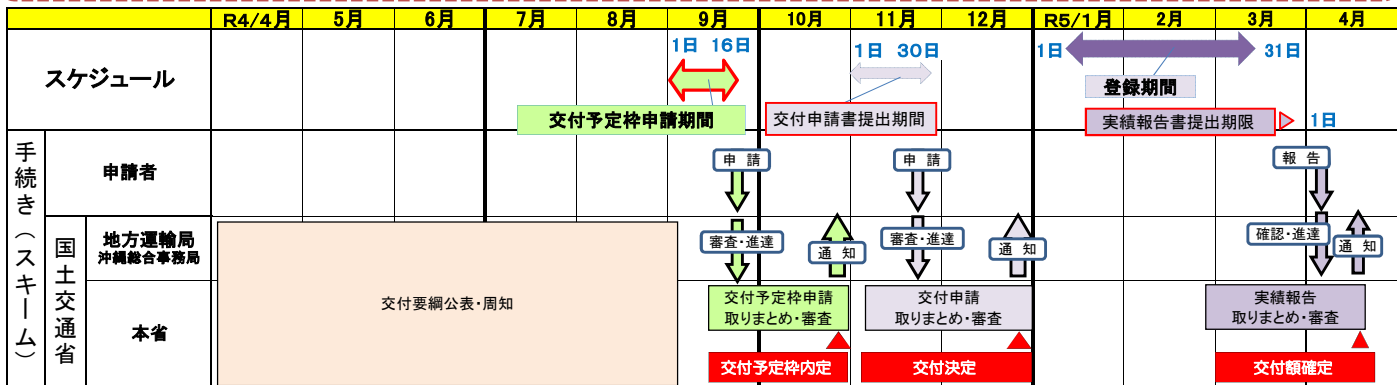 R4/4月 5月 6月 7月 8月 9月 10月 11月 12月 R5/1月 2月 3月 4月
スケジュール
1日 16日
1日 30日
1日 31日
登録期間
交付予定枠申請期間
交付申請書提出期間
実績報告書提出期限
1日
手続き（スキーム）
申請者
申 請
申 請
報 告
国土交通省
地方運輸局
沖縄総合事務局
審査・進達
通 知
審査・進達
通 知
確認・進達
通 知
本省
交付要綱公表・周知
交付予定枠申請
取りまとめ・審査
交付申請
取りまとめ・審査
実績報告
取りまとめ・審査
交付予定枠内定
交付決定
交付額確定